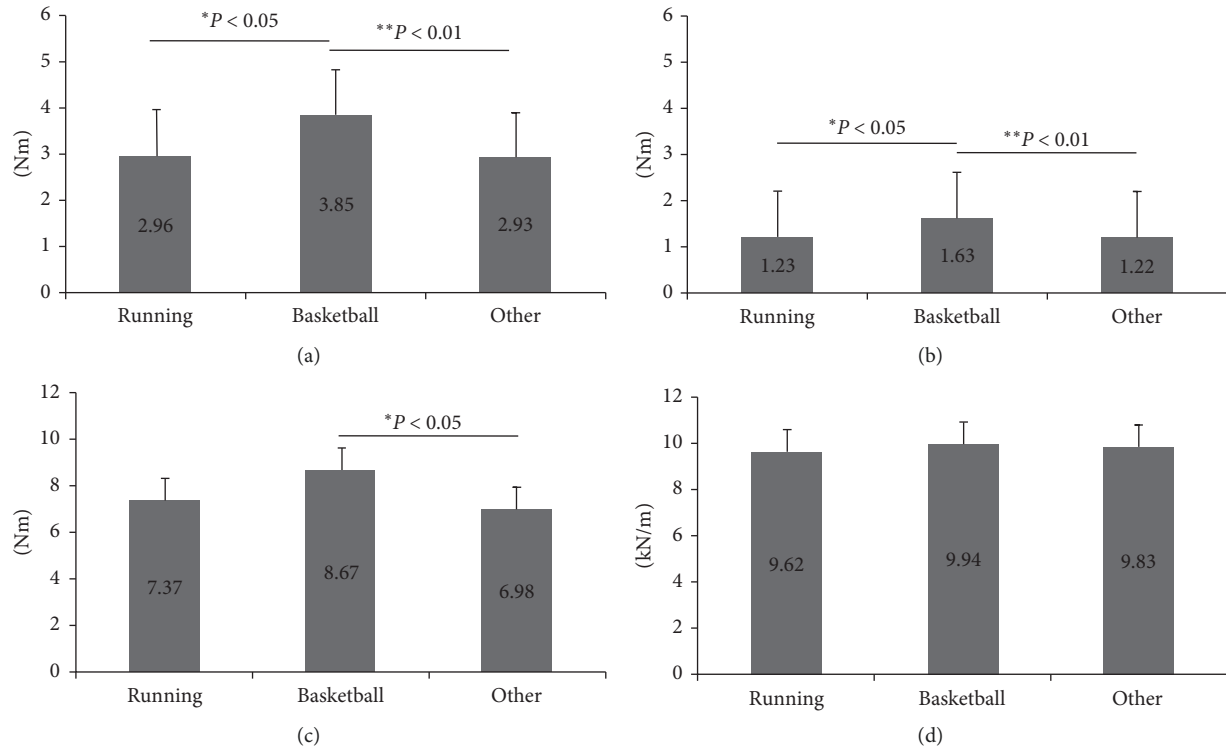 6
5
4
3
2
1
0
(Nm)
*P < 0.05
**P < 0.01
2.96
3.85
2.93
Running
Basketball
Other
(a)
6
5
4
3
2
1
0
(Nm)
*P < 0.05
**P < 0.01
1.23
1.63
1.22
Running
Basketball
Other
(b)
12
10
8
6
4
2
0
(Nm)
*P < 0.05
7.37
8.67
6.98
Running
Basketball
Other
(c)
12
10
8
6
4
2
0
(kN/m)
9.62
9.94
9.83
Running
Basketball
Other
(d)